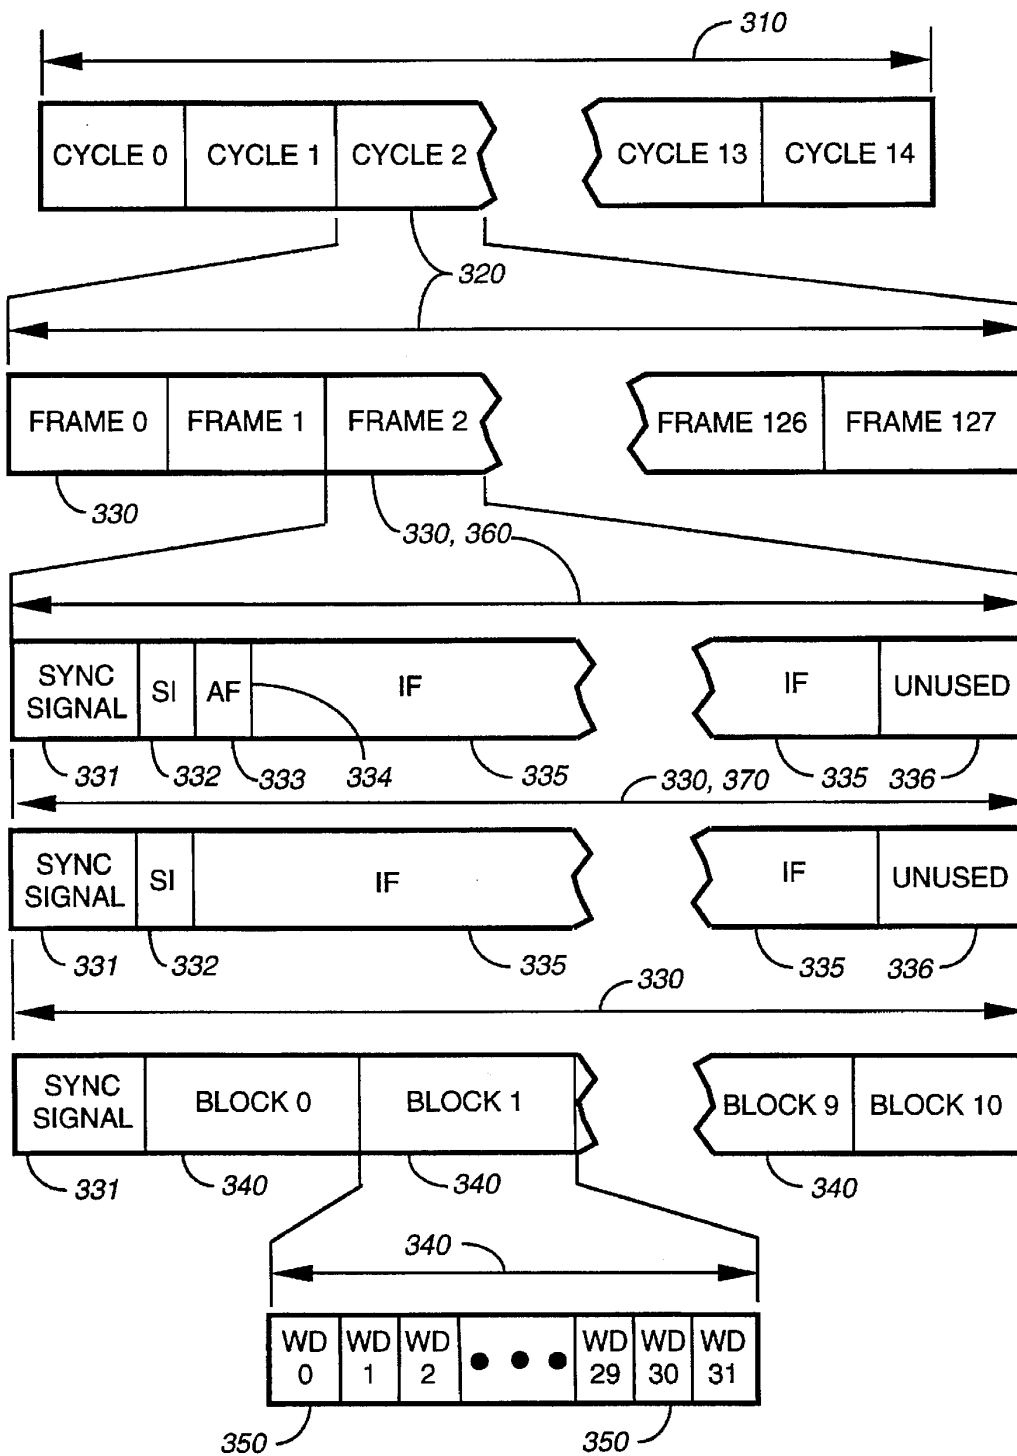 310
CYCLE 0 CYCLE 1 CYCLE 2 CYCLE 13 CYCLE 14
320
FRAME 0 FRAME 1 FRAME 2 FRAME 126 FRAME 127
330 330, 360
SYNC SIGNAL SI AF IF IF UNUSED
331 332 333 334 335 335 336
330, 370
SYNC SIGNAL SI IF IF UNUSED
331 332 335 335 336
330
SYNC SIGNAL BLOCK 0 BLOCK 1 BLOCK 9 BLOCK 10
331 340 340 340
340
WD 0 WD 1 WD 2 ● ● ● WD 29 WD 30 WD 31
350 350